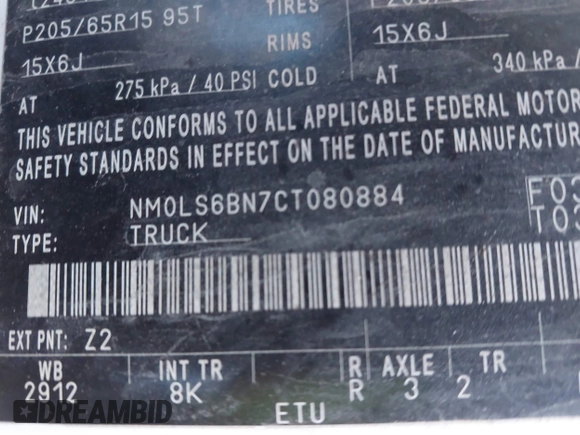 TIRES
P205/65R15 95T
RIMS
15X6J
15X6J
AT 275 kPa / 40 PSI COLD AT 340 kPa /
THIS VEHICLE CONFORMS TO ALL APPLICABLE FEDERAL MOTOR
SAFETY STANDARDS IN EFFECT ON THE DATE OF MANUFACTUR
VIN: NM0LS6BN7CT080884
TYPE: TRUCK
EXT PNT: Z2
WB INT TR R AXLE TR
2912 8K R 3 2
ETU
DREAMBID